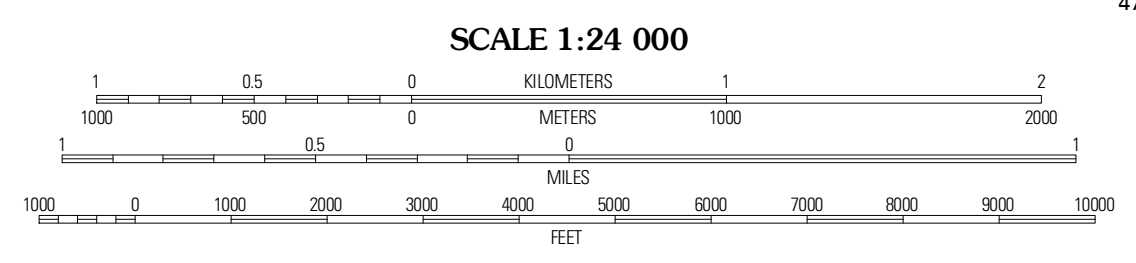 47
SCALE 1:24 000
1 0.5 0 KILOMETERS 1 2
1000 500 0 METERS 1000 2000
1 0.5 0 1
MILES
1000 0 1000 2000 3000 4000 5000 6000 7000 8000 9000 10000
FEET